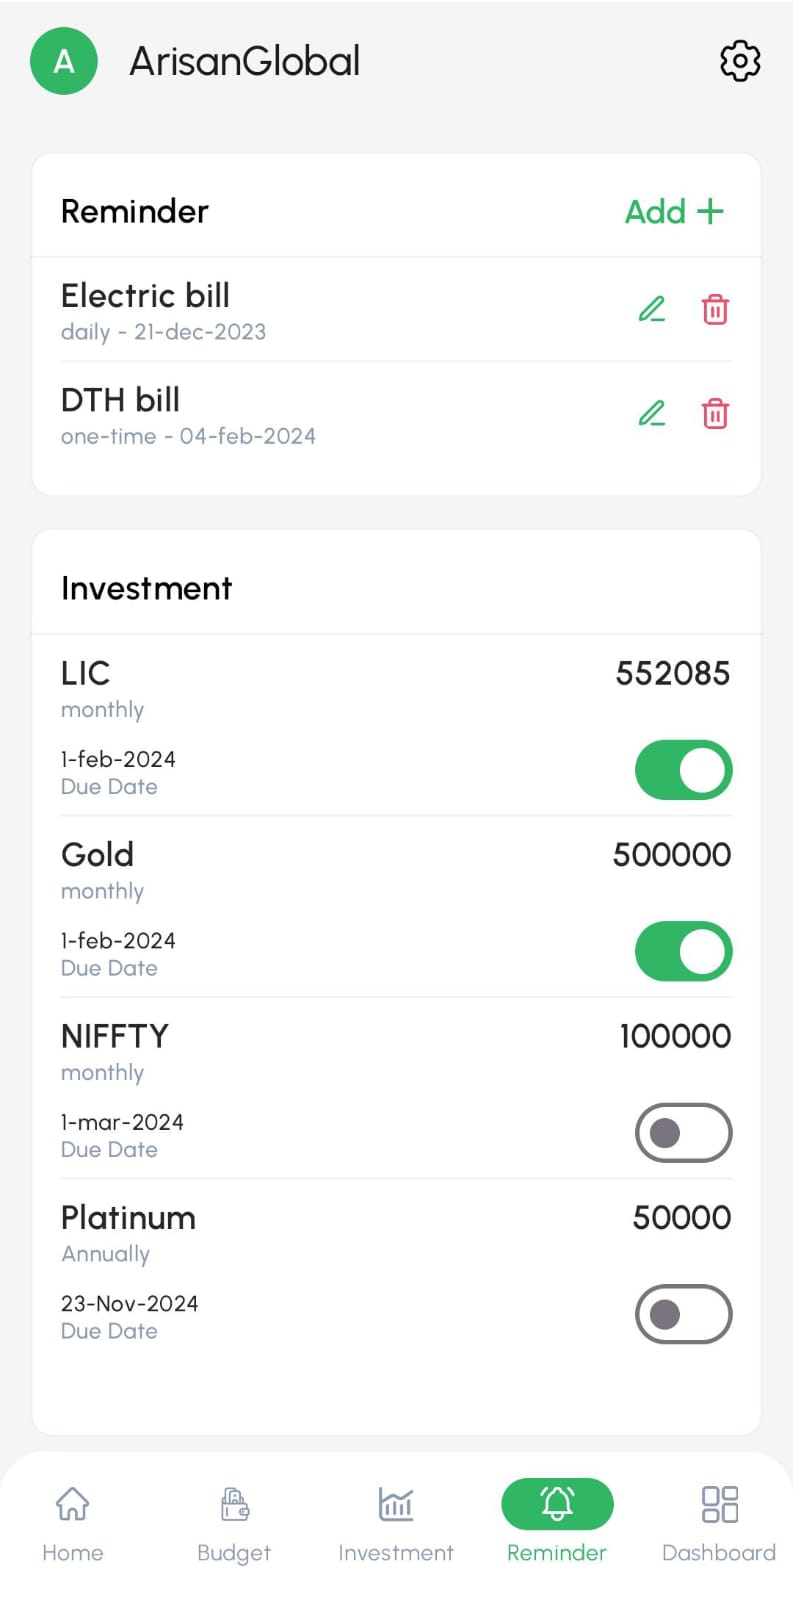 A ArisanGlobal
Reminder Add +
Electric bill
daily - 21-dec-2023
DTH bill
one-time - 04-feb-2024
Investment
LIC 552085
monthly
1-feb-2024
Due Date
Gold 500000
monthly
1-feb-2024
Due Date
NIFFTY 100000
monthly
1-mar-2024
Due Date
Platinum 50000
Annually
23-Nov-2024
Due Date
Home Budget Investment Reminder Dashboard